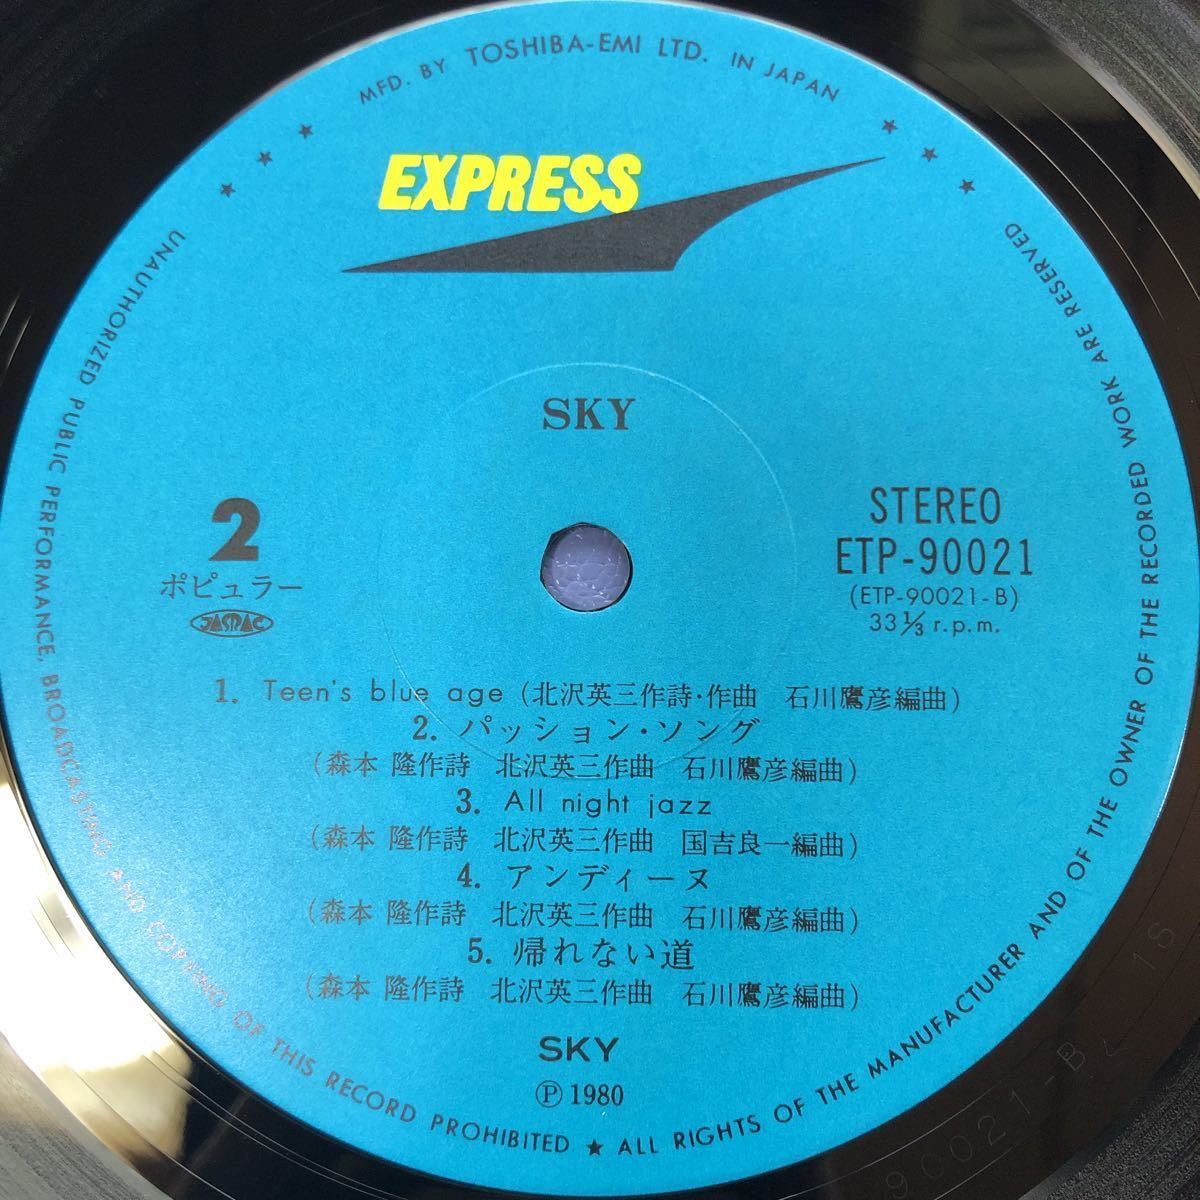 MFD. BY TOSHIBA-EMI LTD. IN JAPAN
EXPRESS
SKY
2
ポピュラー
JASRAC
STEREO
ETP-90021
(ETP-90021-B)
33⅓ r.p.m.
1. Teen's blue age (北沢英三作詩·作曲 石川鷹彦編曲)
2. パッション·ソング
(森本 隆作詩 北沢英三作曲 石川鷹彦編曲)
3. All night jazz
(森本 隆作詩 北沢英三作曲 国吉良一編曲)
4. アンディーヌ
(森本 隆作詩 北沢英三作曲 石川鷹彦編曲)
5. 帰れない道
(森本 隆作詩 北沢英三作曲 石川鷹彦編曲)
SKY
Ⓟ 1980
UNAUTHORIZED PUBLIC PERFORMANCE, BROADCASTING AND COPYING OF THIS RECORD PROHIBITED ★ ALL RIGHTS OF THE MANUFACTURER AND OF THE OWNER OF THE RECORDED WORK ARE RESERVED
90021-B
1S